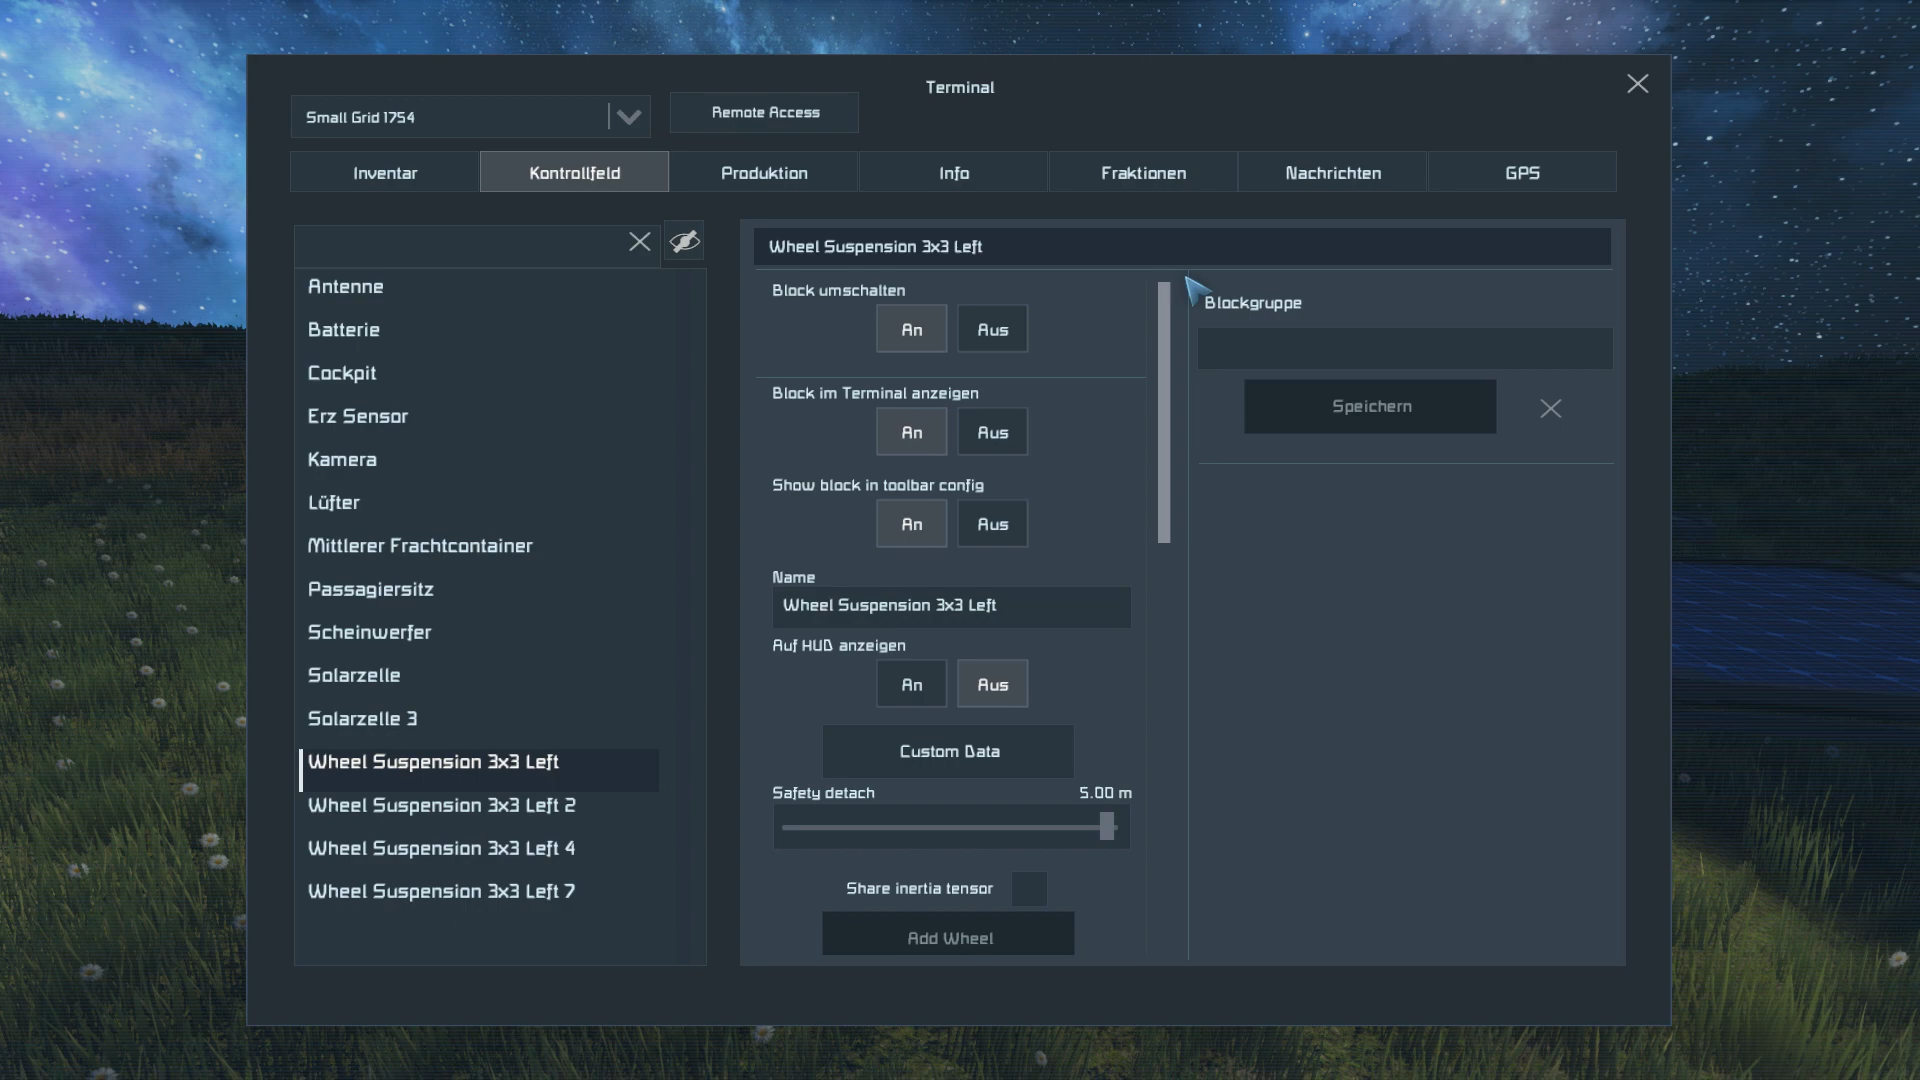 Terminal
Small Grid 1754
Remote Access
Inventar
Kontrollfeld
Produktion
Info
Fraktionen
Nachrichten
GPS
Antenne
Batterie
Cockpit
Erz Sensor
Kamera
Lüfter
Mittlerer Frachtcontainer
Passagiersitz
Scheinwerfer
Solarzelle
Solarzelle 3
Wheel Suspension 3x3 Left
Wheel Suspension 3x3 Left 2
Wheel Suspension 3x3 Left 4
Wheel Suspension 3x3 Left 7
Wheel Suspension 3x3 Left
Block umschalten
An Aus
Block im Terminal anzeigen
An Aus
Show block in toolbar config
An Aus
Name
Wheel Suspension 3x3 Left
Auf HUD anzeigen
An Aus
Custom Data
Safety detach 5.00 m
Share inertia tensor
Add Wheel
Blockgruppe
Speichern